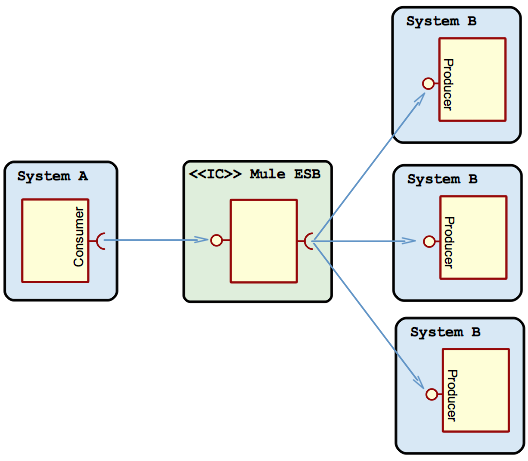 System B
Producer
System A
Consumer
<<IC>> Mule ESB
System B
Producer
System B
Producer